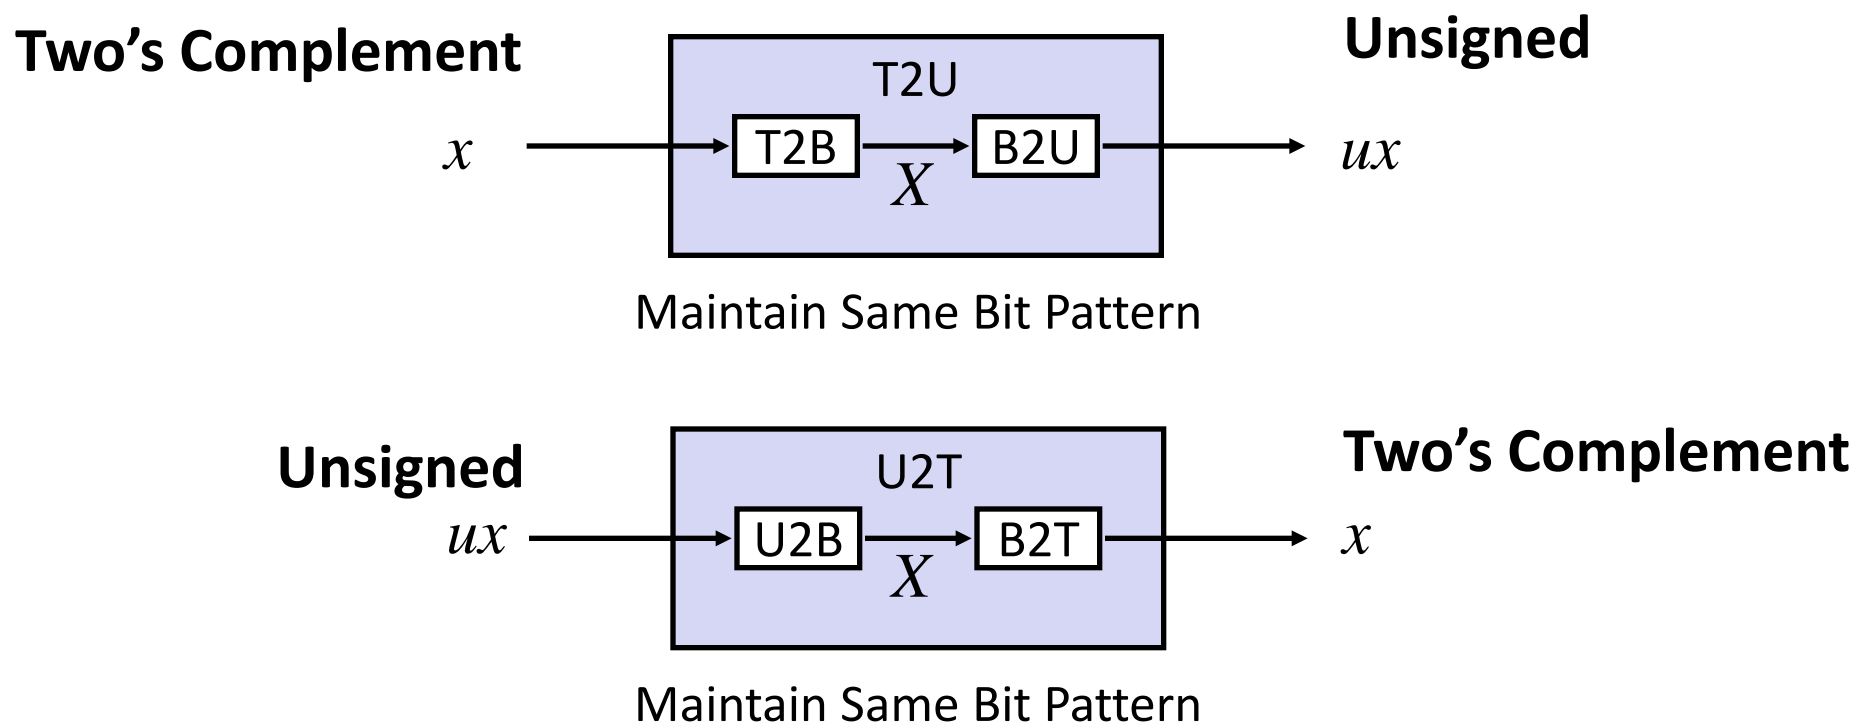 Two’s Complement
Unsigned
T2U
x
T2B
X
B2U
ux
Maintain Same Bit Pattern
Unsigned
Two’s Complement
U2T
ux
U2B
X
B2T
x
Maintain Same Bit Pattern